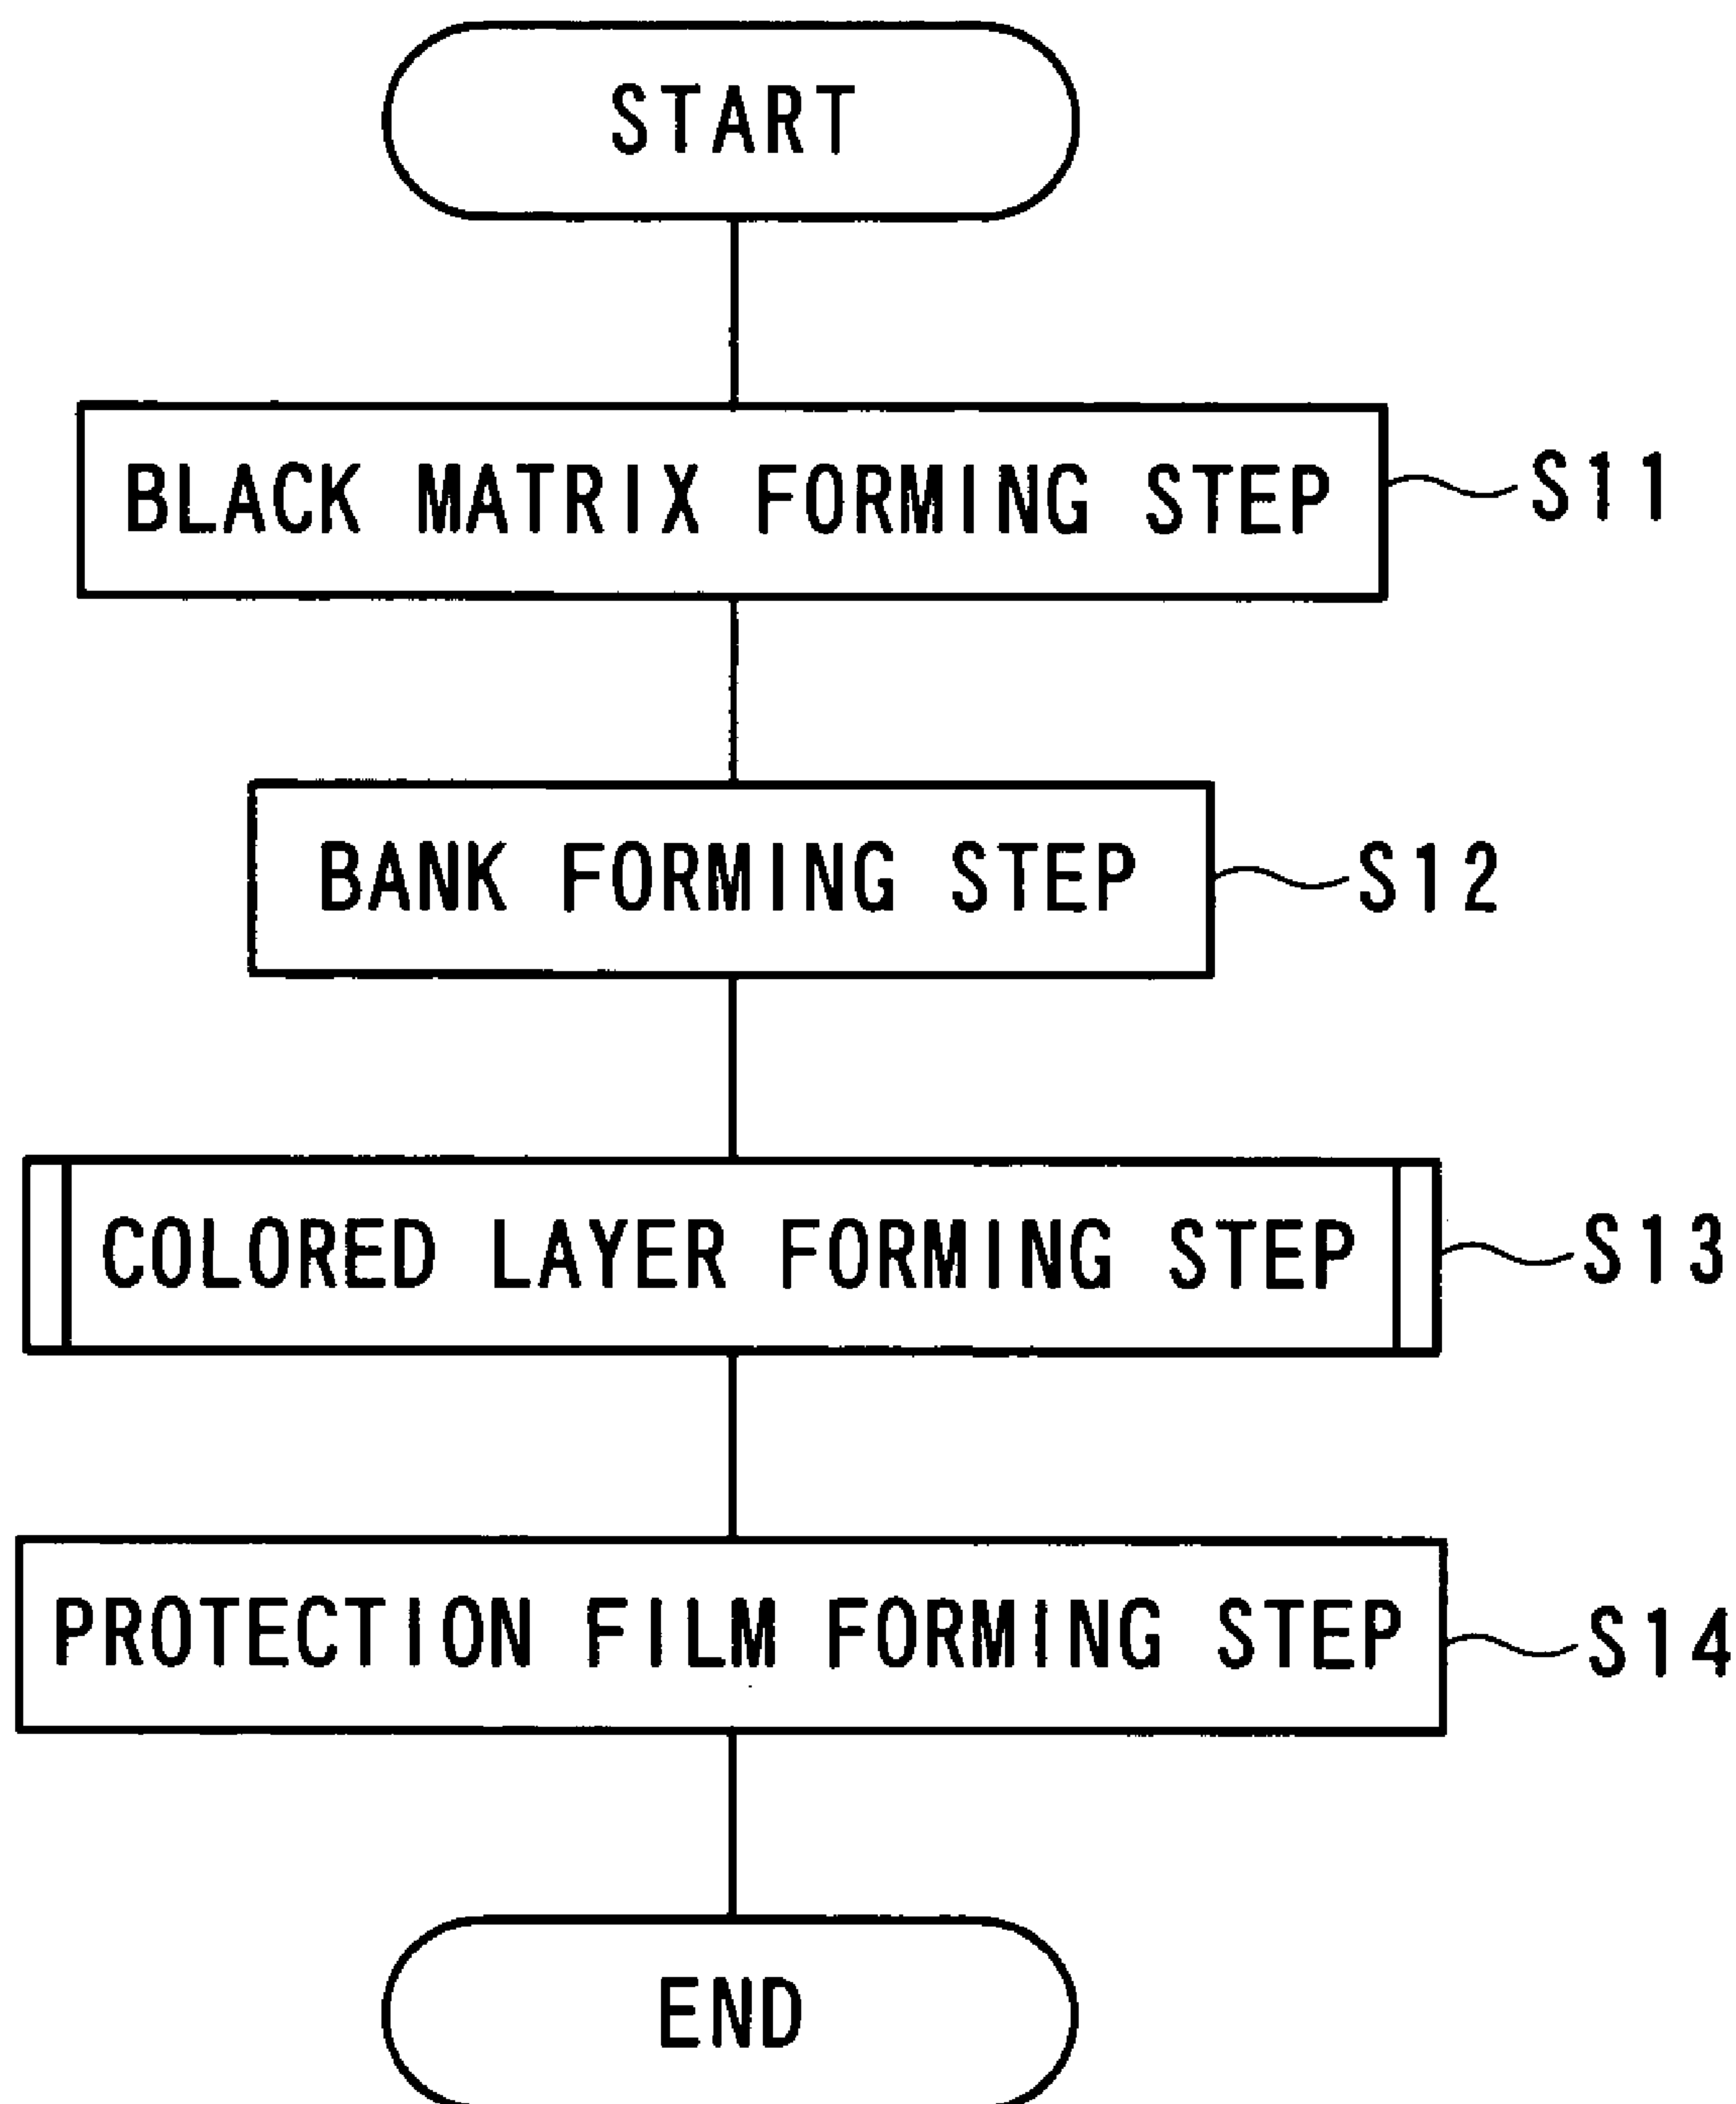 START
BLACK MATRIX FORMING STEP
S11
BANK FORMING STEP
S12
COLORED LAYER FORMING STEP
S13
PROTECTION FILM FORMING STEP
S14
END